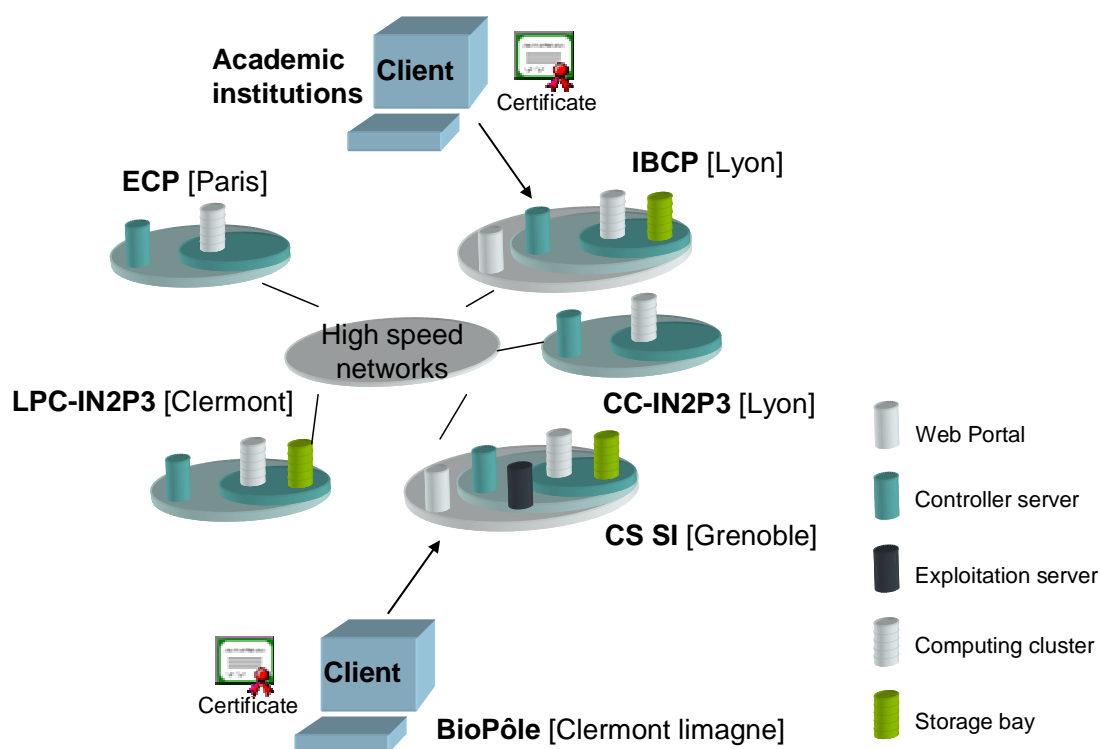 Academic
institutions
Client
Certificate
ECP [Paris]
IBCP [Lyon]
High speed
networks
LPC-IN2P3 [Clermont]
CC-IN2P3 [Lyon]
CS SI [Grenoble]
Web Portal
Controller server
Exploitation server
Computing cluster
Storage bay
Certificate
Client
BioPôle [Clermont limagne]